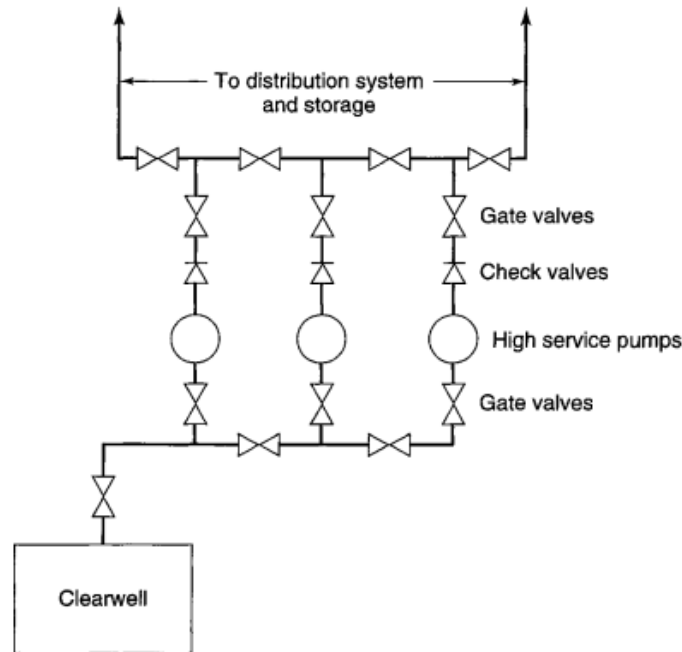 To distribution system
and storage
Gate valves
Check valves
High service pumps
Gate valves
Clearwell